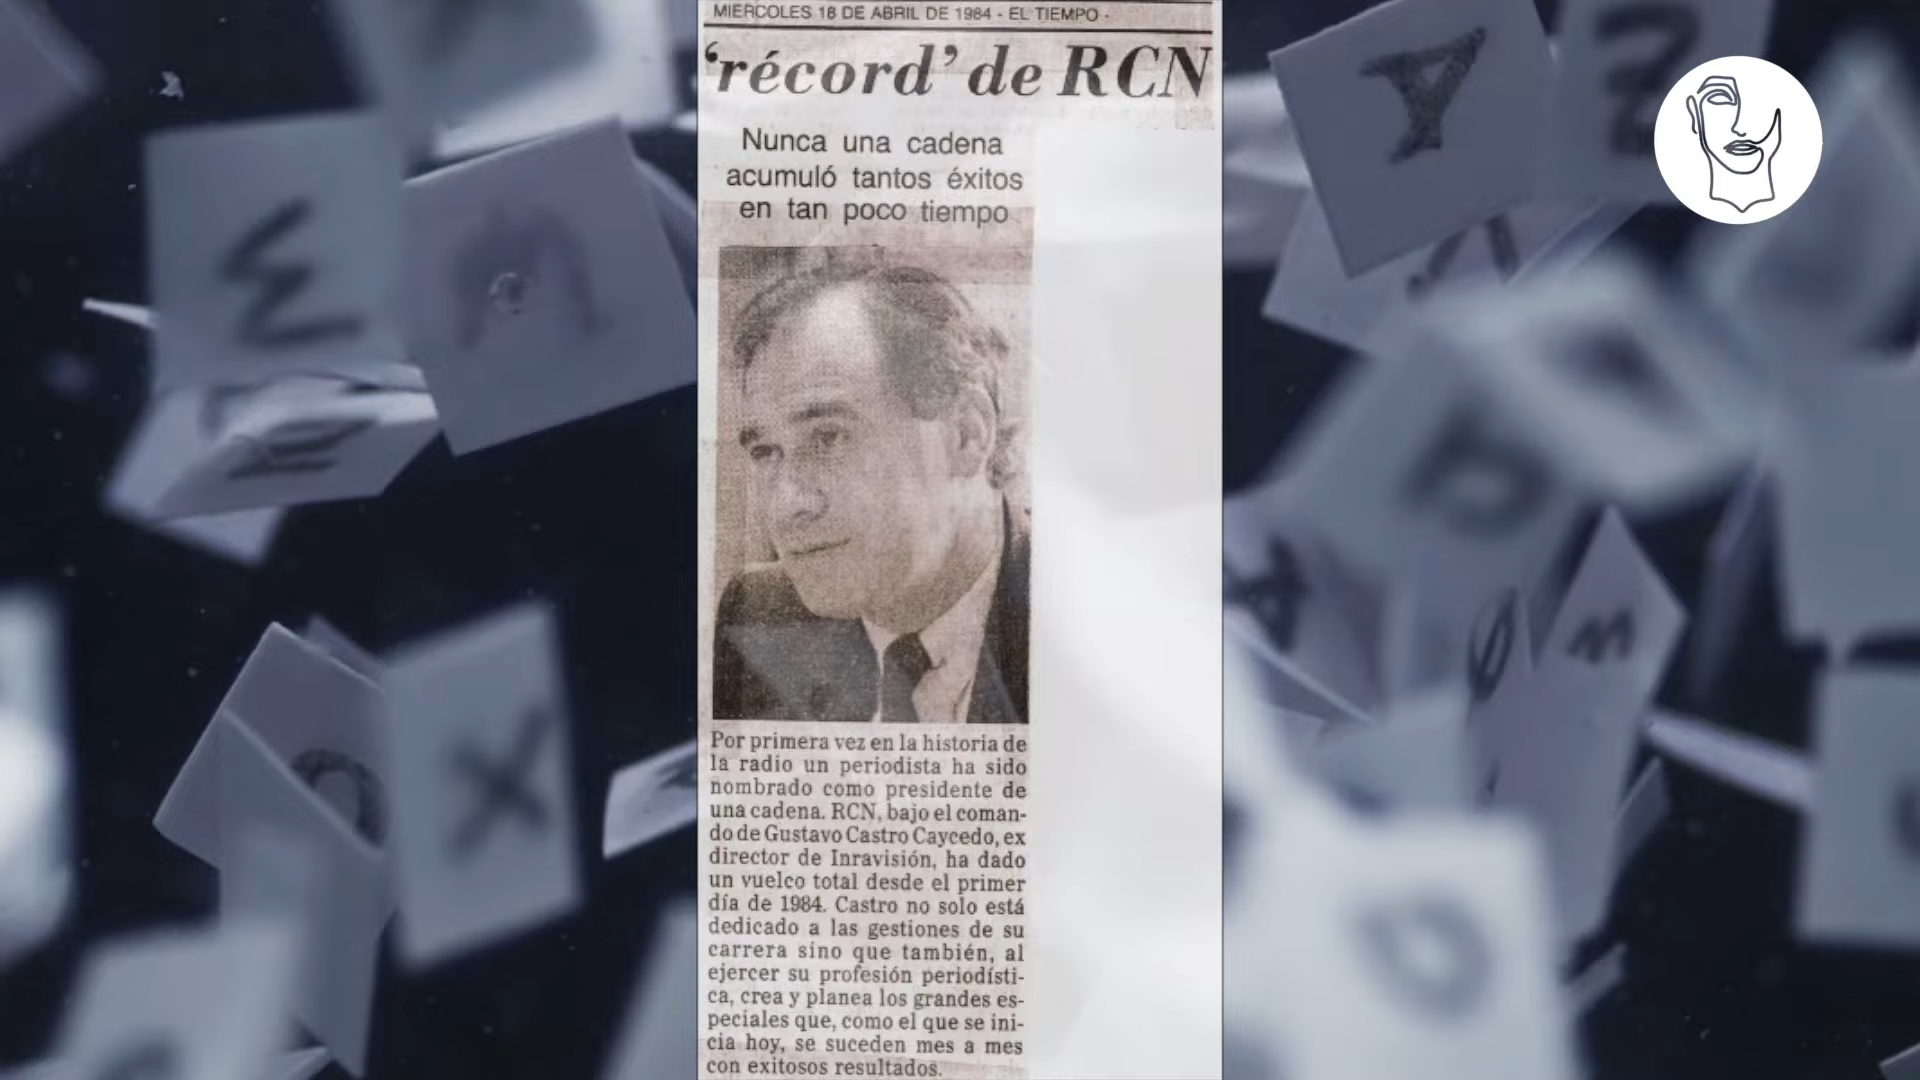 MIERCOLES 18 DE ABRIL DE 1984 - EL TIEMPO -
‘récord’ de RCN
Nunca una cadena
acumuló tantos éxitos
en tan poco tiempo
Por primera vez en la historia de
la radio un periodista ha sido
nombrado como presidente de
una cadena. RCN, bajo el coman-
do de Gustavo Castro Caycedo, ex
director de Inravisión, ha dado
un vuelco total desde el primer
día de 1984. Castro no solo está
dedicado a las gestiones de su
carrera sino que también, al
ejercer su profesión periodísti-
ca, crea y planea los grandes es-
peciales que, como el que se ini-
cia hoy, se suceden mes a mes
con exitosos resultados.
X